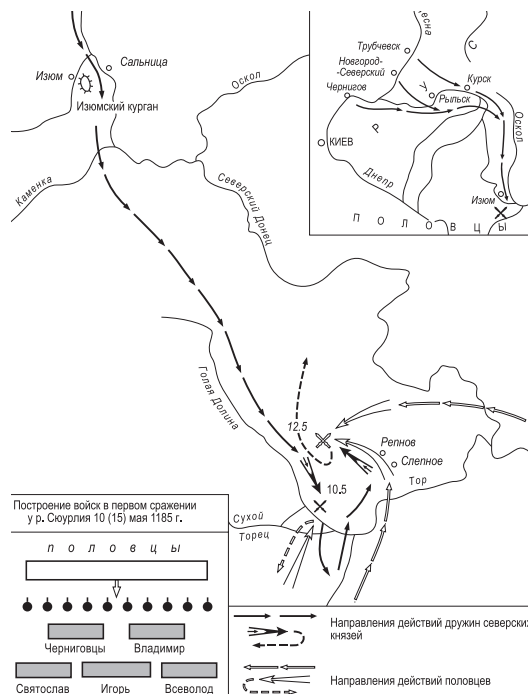 Сальница
Изюм
Изюмский курган
Оскол
Каменка
Северский Донец
Десна
С
Трубчевск
Новгород-
-Северский
Чернигов
Курск
У
Рыльск
Р
Оскол
КИЕВ
Днепр
Изюм
П О Л О В Ц Ы
Голая Долина
12.5
Репнов
Слепное
Тор
10.5
Сухой
Торец
Построение войск в первом сражении
у р. Сюурлия 10 (15) мая 1185 г.
п о л о в ц ы
Черниговцы
Владимир
Святослав
Игорь
Всеволод
Направления действий дружин северских
князей
Направления действий половцев